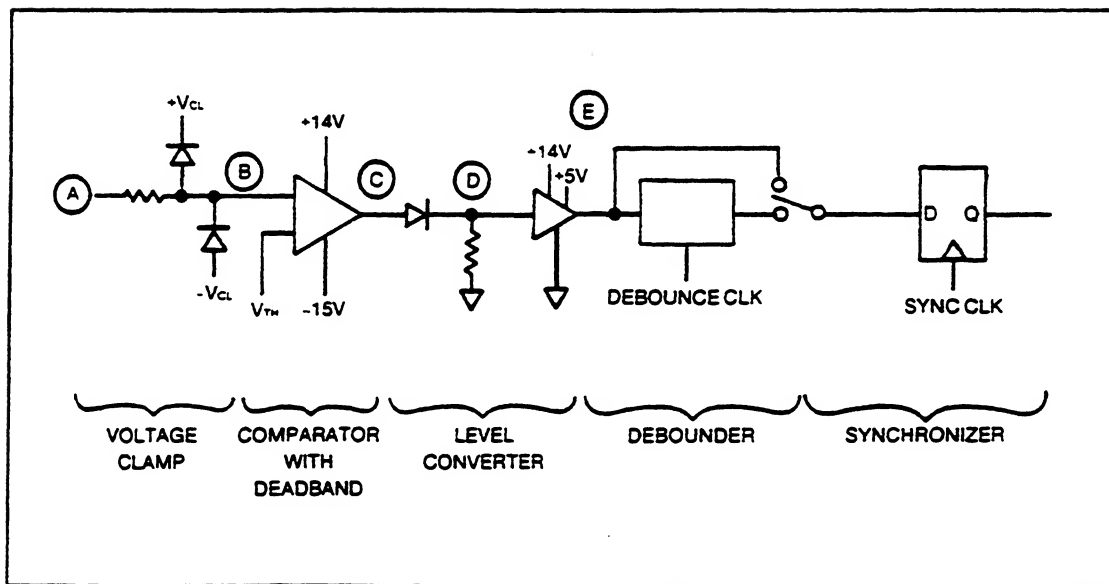 +VCL
+14V
E
B
C
D
+14V
+5V
A
D Q
-VCL
VTH
-15V
DEBOUNCE CLK
SYNC CLK
VOLTAGE
CLAMP
COMPARATOR
WITH
DEADBAND
LEVEL
CONVERTER
DEBOUNDER
SYNCHRONIZER